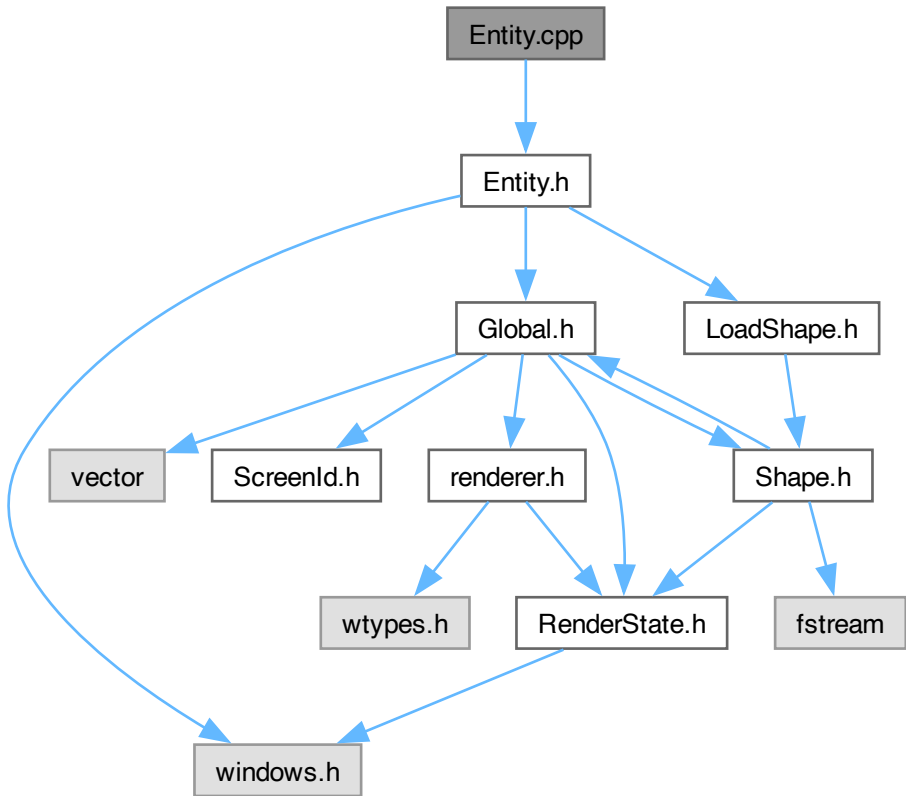 Entity.cpp
Entity.h
Global.h
LoadShape.h
vector
ScreenId.h
renderer.h
Shape.h
wtypes.h
RenderState.h
fstream
windows.h